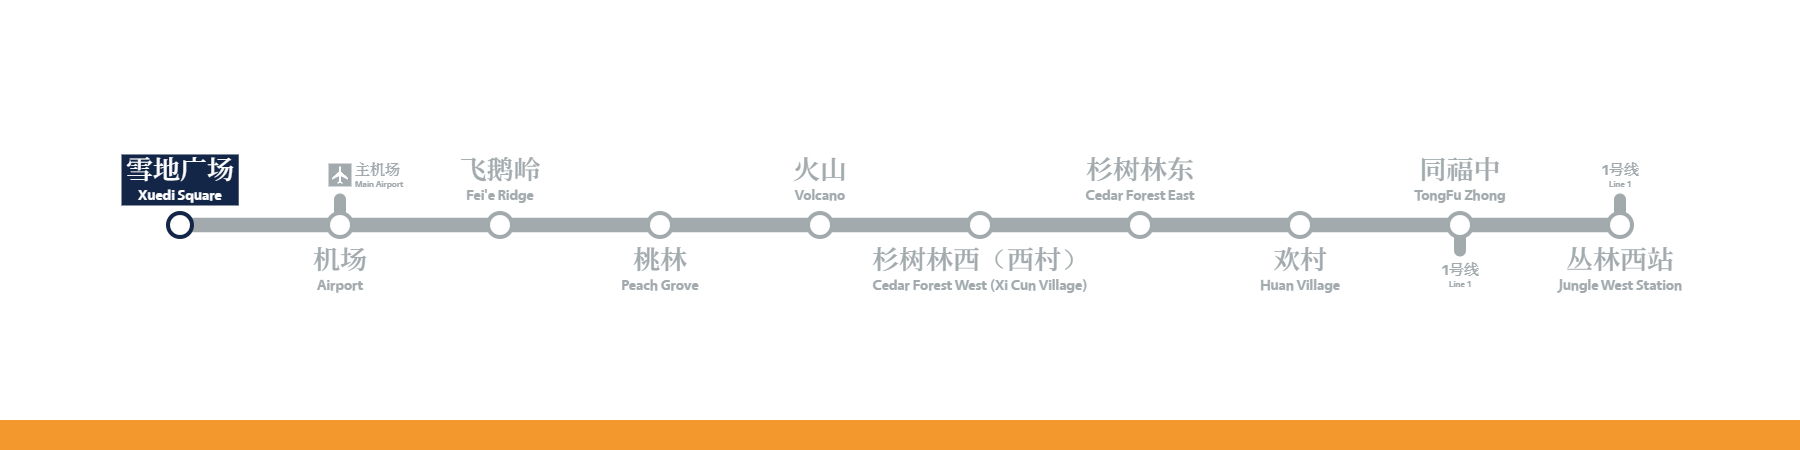 雪地广场
Xuedi Square
主机场
Main Airport
机场
Airport
飞鹅岭
Fei'e Ridge
桃林
Peach Grove
火山
Volcano
杉树林西（西村）
Cedar Forest West (Xi Cun Village)
杉树林东
Cedar Forest East
欢村
Huan Village
同福中
TongFu Zhong
1号线
Line 1
1号线
Line 1
丛林西站
Jungle West Station